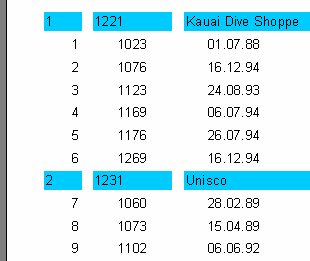 1 1221 Kauai Dive Shoppe
1 1023 01.07.88
2 1076 16.12.94
3 1123 24.08.93
4 1169 06.07.94
5 1176 26.07.94
6 1269 16.12.94
2 1231 Unisco
7 1060 28.02.89
8 1073 15.04.89
9 1102 06.06.92